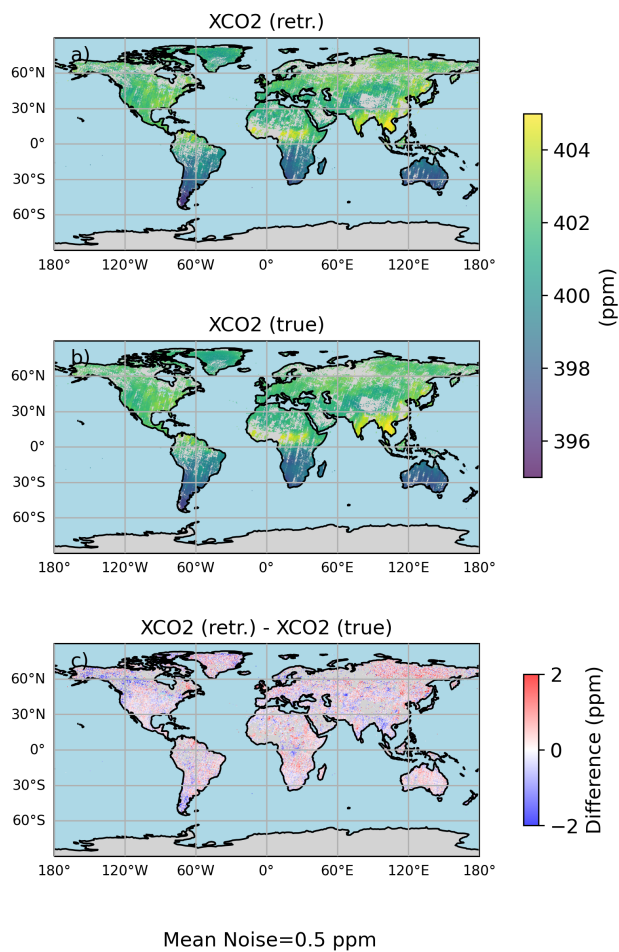 XCO2 (retr.)
a)
60°N
30°N
0°
30°S
60°S
180° 120°W 60°W 0° 60°E 120°E 180°
XCO2 (true)
b)
60°N
30°N
0°
30°S
60°S
180° 120°W 60°W 0° 60°E 120°E 180°
404
402
400
398
396
(ppm)
XCO2 (retr.) - XCO2 (true)
c)
60°N
30°N
0°
30°S
60°S
180° 120°W 60°W 0° 60°E 120°E 180°
2
0
−2
Difference (ppm)
Mean Noise=0.5 ppm